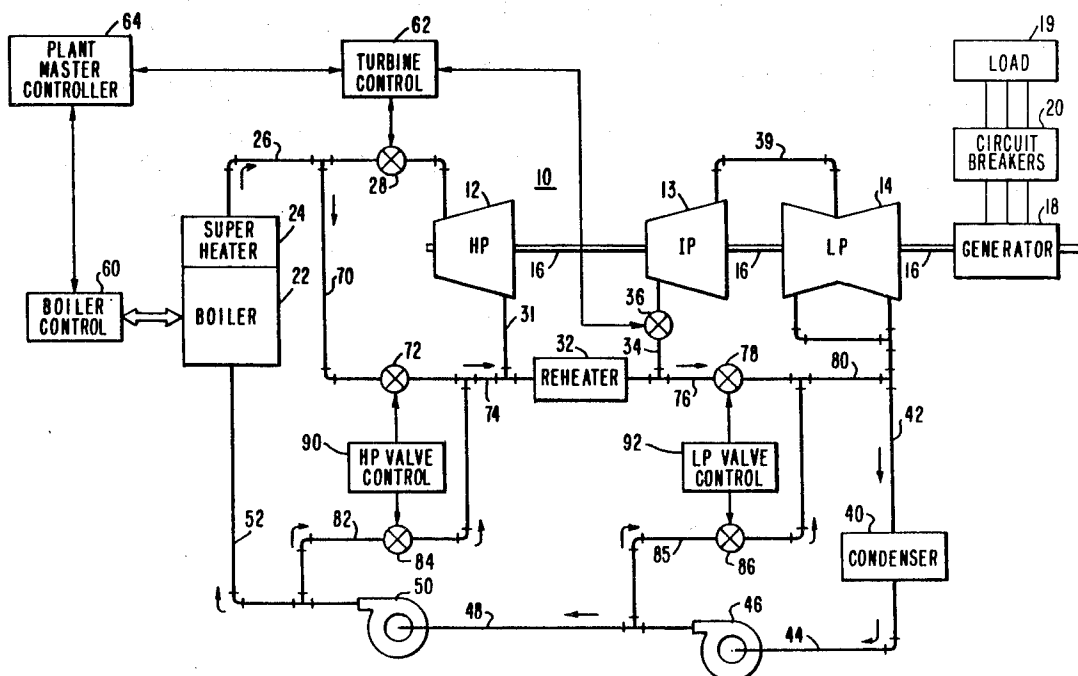 64
PLANT
MASTER
CONTROLLER
62
TURBINE
CONTROL
19
LOAD
20
CIRCUIT
BREAKERS
18
GENERATOR
26
28
39
10
12
HP
13
IP
14
LP
16
16
16
24
SUPER
HEATER
22
BOILER
60
BOILER
CONTROL
70
31
36
34
32
REHEATER
72
74
76
78
80
42
90
HP VALVE
CONTROL
92
LP VALVE
CONTROL
52
82
84
85
86
40
CONDENSER
50
48
46
44